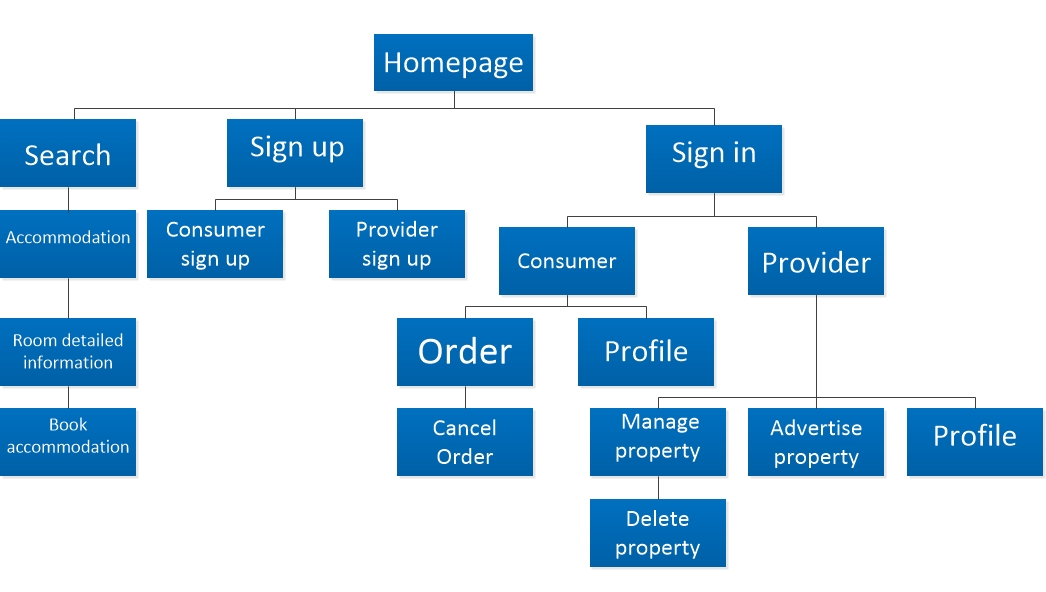 Homepage
Search
Sign up
Sign in
Accommodation
Consumer
sign up
Provider
sign up
Consumer
Provider
Room detailed
information
Order
Profile
Book
accommodation
Cancel
Order
Manage
property
Advertise
property
Profile
Delete
property